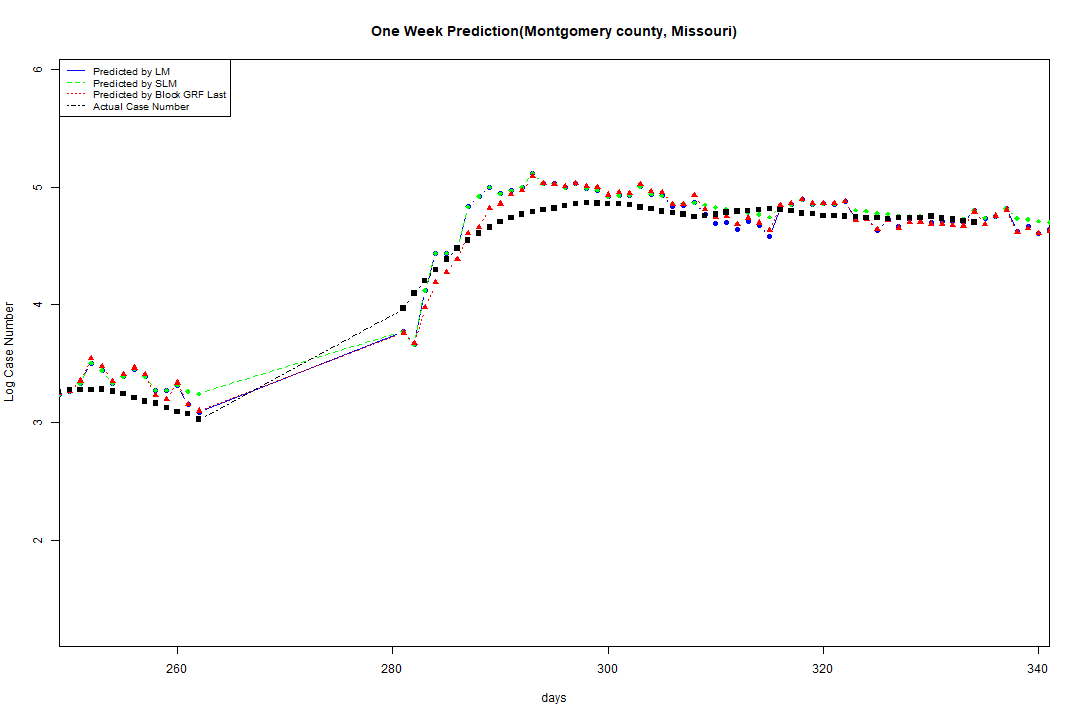 One Week Prediction(Montgomery county, Missouri)
Predicted by LM
Predicted by SLM
Predicted by Block GRF Last
Actual Case Number
6
5
4
3
2
Log Case Number
260 280 300 320 340
days